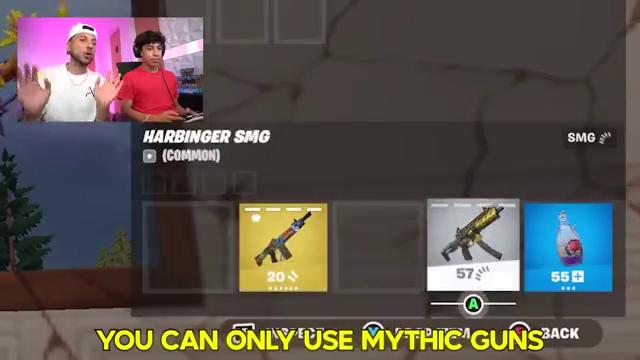 HARBINGER SMG
SMG
(COMMON)
20
57
55
A
BACK
YOU CAN ONLY USE MYTHIC GUNS